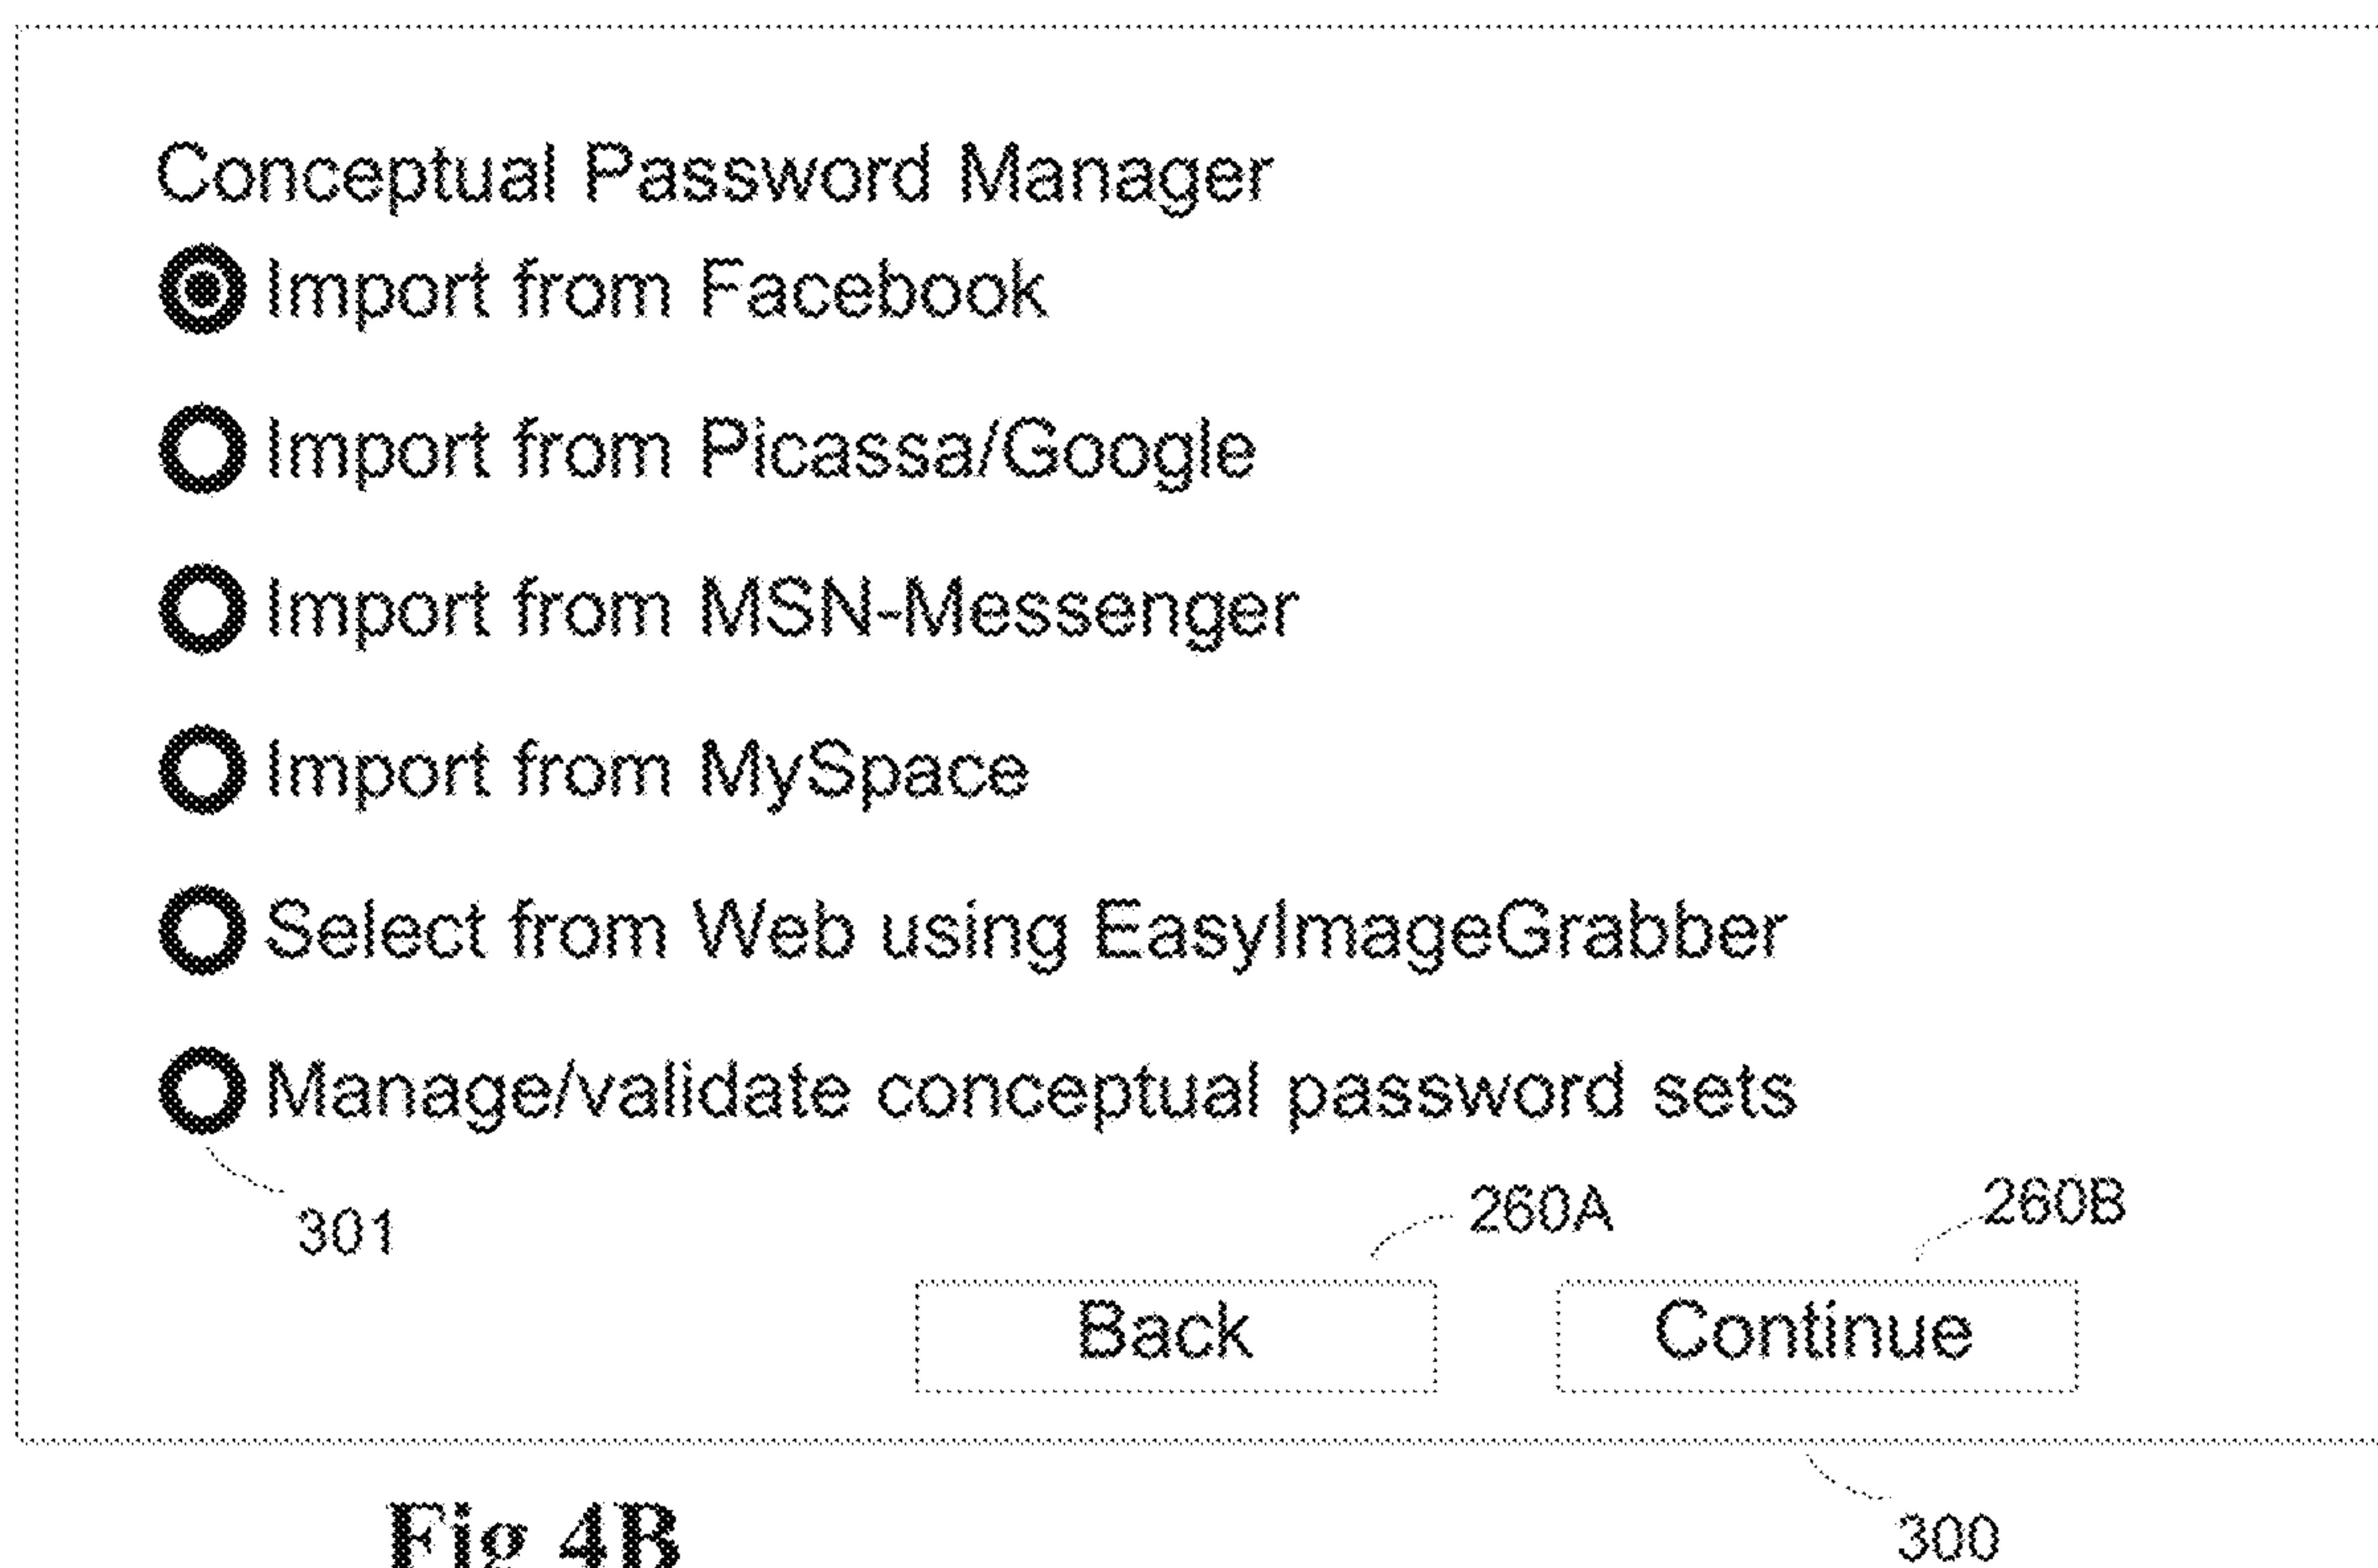 Conceptual Password Manager
Import from Facebook
Import from Picassa/Google
Import from MSN-Messenger
Import from MySpace
Select from Web using EasyImageGrabber
Manage/validate conceptual password sets
301
260A
260B
Back
Continue
300
Fig 4B